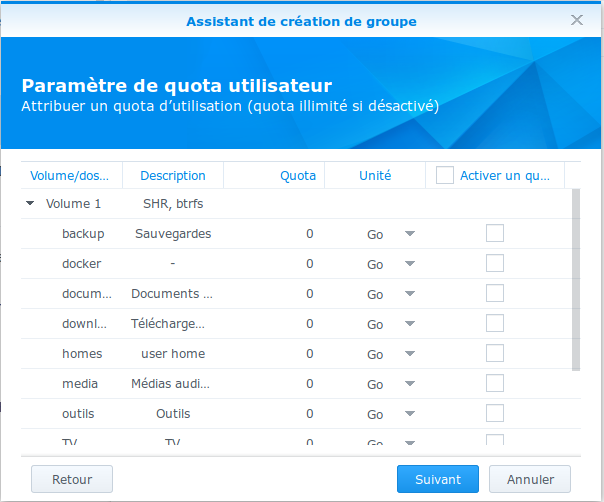 Assistant de création de groupe
Paramètre de quota utilisateur
Attribuer un quota d’utilisation (quota illimité si désactivé)
Volume/dos... Description Quota Unité Activer un qu...
Volume 1 SHR, btrfs
backup Sauvegardes 0 Go
docker - 0 Go
docum... Documents ... 0 Go
downl... Télécharge... 0 Go
homes user home 0 Go
media Médias audi... 0 Go
outils Outils 0 Go
TV TV 0 Go
Retour Suivant Annuler